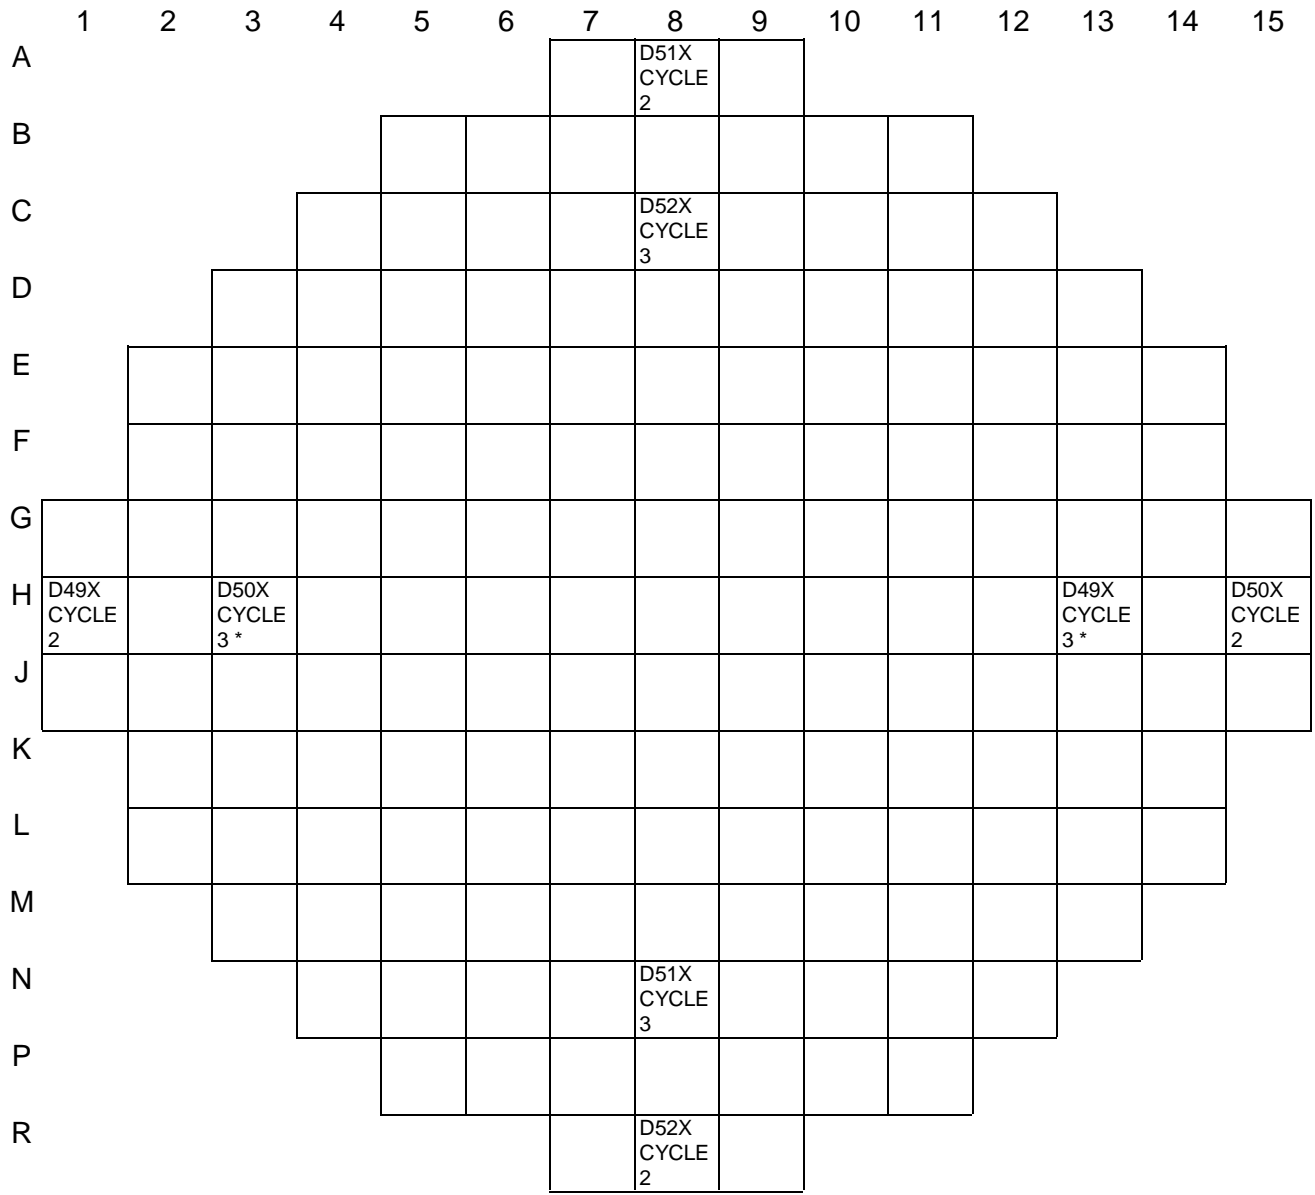 1 2 3 4 5 6 7 8 9 10 11 12 13 14 15
A
D51X
CYCLE
2
B
C
D52X
CYCLE
3
D
E
F
G
H
D49X
CYCLE
2
D50X
CYCLE
3 *
D49X
CYCLE
3 *
D50X
CYCLE
2
J
K
L
M
N
D51X
CYCLE
3
P
R
D52X
CYCLE
2